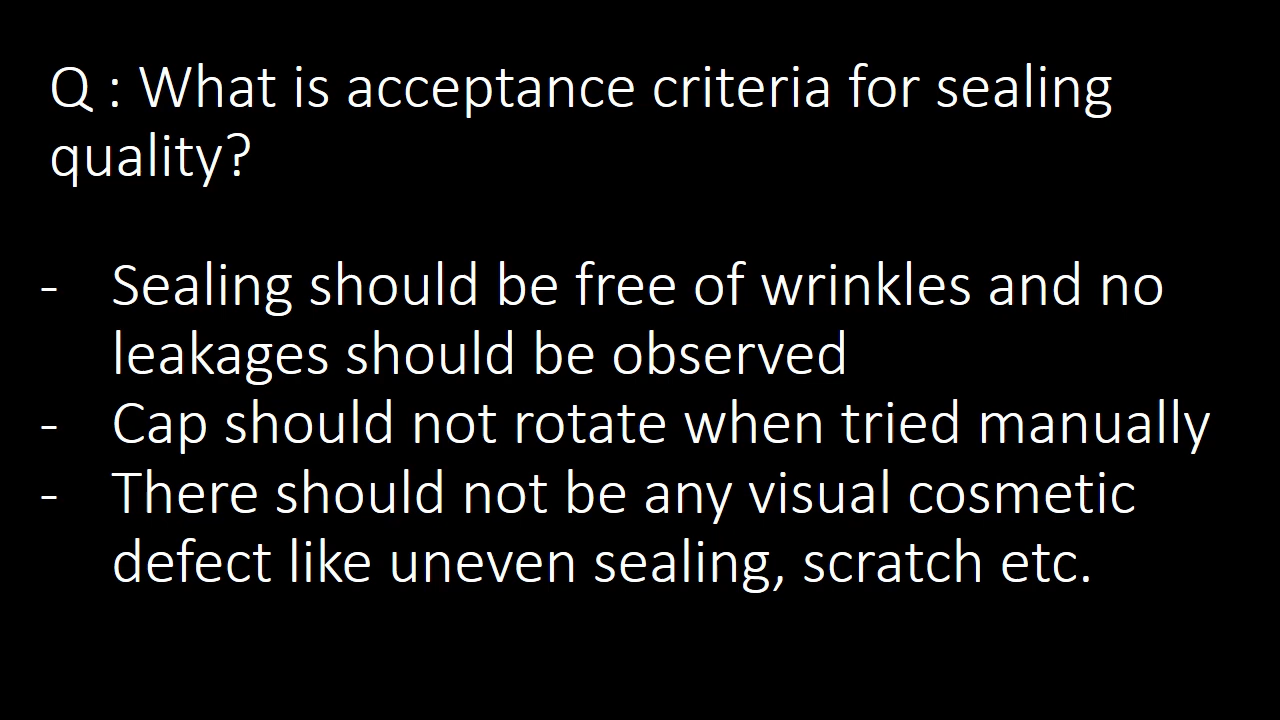 Q : What is acceptance criteria for sealing
quality?
- Sealing should be free of wrinkles and no
leakages should be observed
- Cap should not rotate when tried manually
- There should not be any visual cosmetic
defect like uneven sealing, scratch etc.